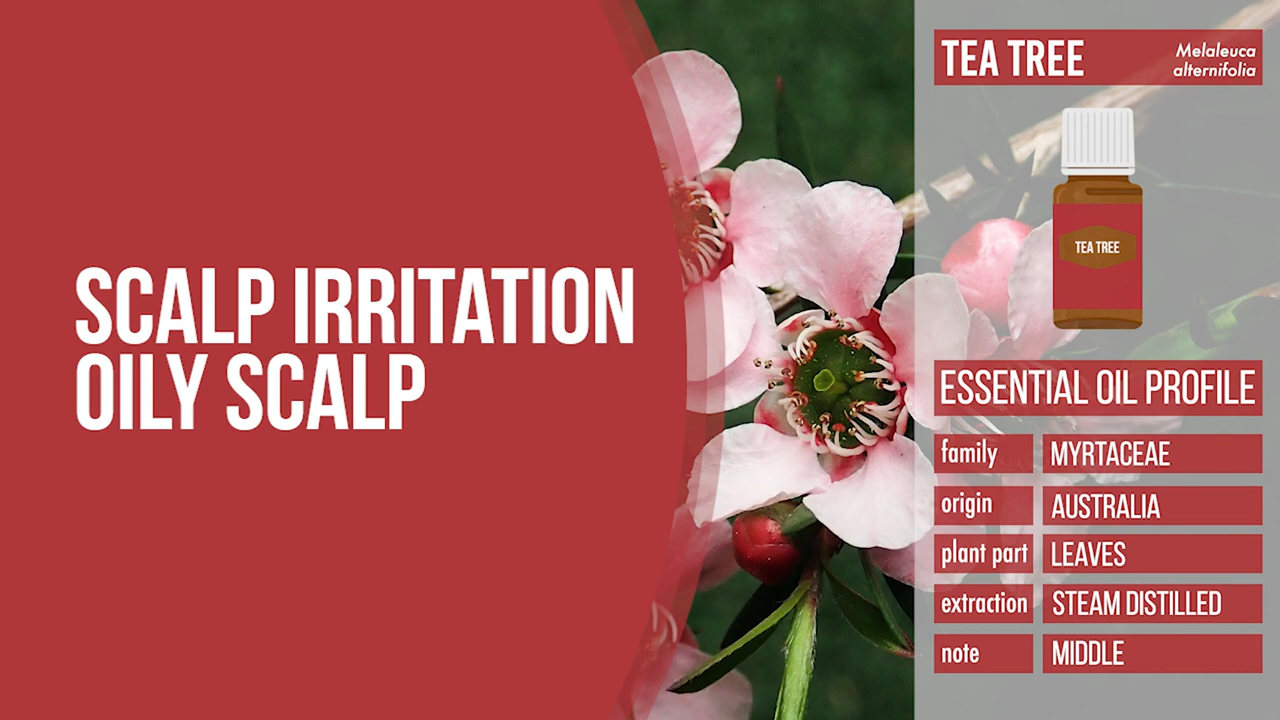 SCALP IRRITATION
OILY SCALP
TEA TREE
Melaleuca
alternifolia
TEA TREE
ESSENTIAL OIL PROFILE
family MYRTACEAE
origin AUSTRALIA
plant part LEAVES
extraction STEAM DISTILLED
note MIDDLE